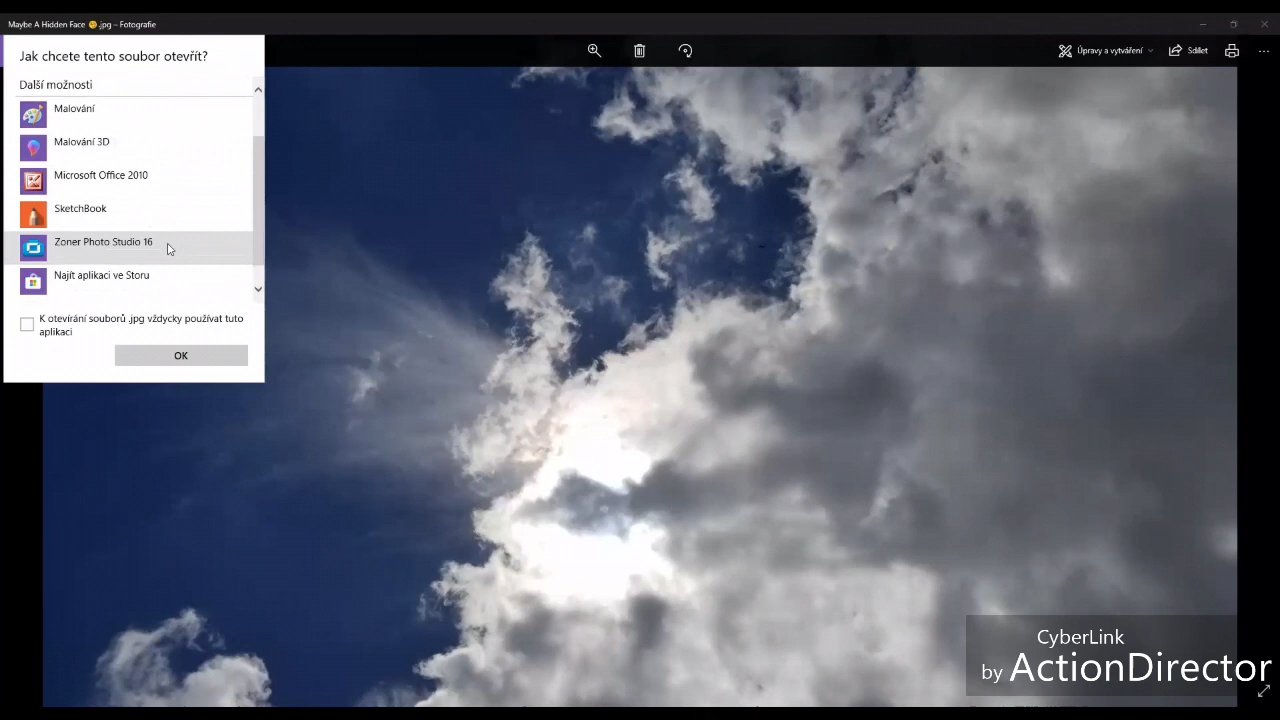 Maybe A Hidden Face 🤔.jpg – Fotografie
Jak chcete tento soubor otevřít?
Úpravy a vytváření
Sdílet
Další možnosti
Malování
Malování 3D
Microsoft Office 2010
SketchBook
Zoner Photo Studio 16
Najít aplikaci ve Storu
K otevírání souborů .jpg vždycky používat tuto
aplikaci
OK
CyberLink
by ActionDirector